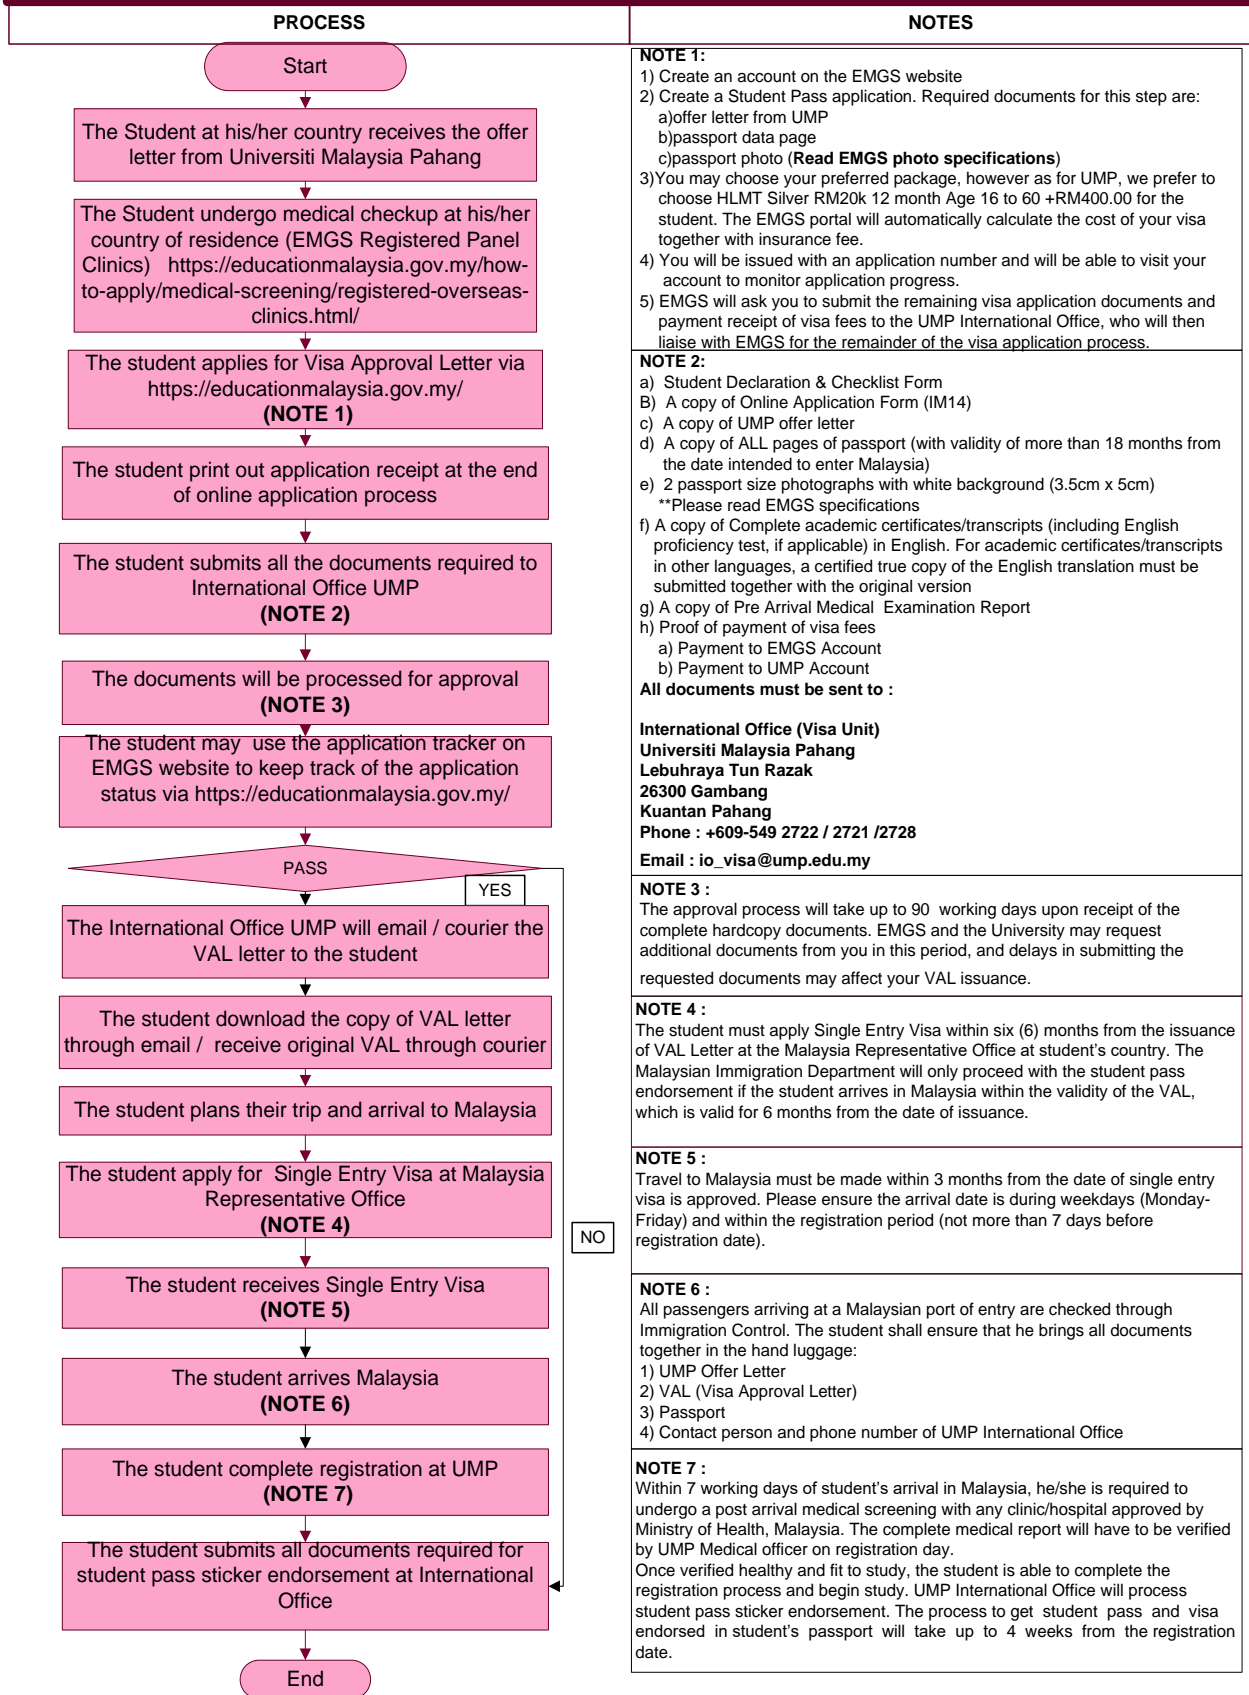 PROCESS
Start
The Student at his/her country receives the offer
letter from Universiti Malaysia Pahang
The Student undergo medical checkup at his/her
country of residence (EMGS Registered Panel
Clinics) https://educationmalaysia.gov.my/how-
to-apply/medical-screening/registered-overseas-
clinics.html/
The student applies for Visa Approval Letter via
https://educationmalaysia.gov.my/
(NOTE 1)
The student print out application receipt at the end
of online application process
The student submits all the documents required to
International Office UMP
(NOTE 2)
The documents will be processed for approval
(NOTE 3)
The student may use the application tracker on
EMGS website to keep track of the application
status via https://educationmalaysia.gov.my/
PASS
YES
The International Office UMP will email / courier the
VAL letter to the student
The student download the copy of VAL letter
through email / receive original VAL through courier
The student plans their trip and arrival to Malaysia
The student apply for Single Entry Visa at Malaysia
Representative Office
(NOTE 4)
NO
The student receives Single Entry Visa
(NOTE 5)
The student arrives Malaysia
(NOTE 6)
The student complete registration at UMP
(NOTE 7)
The student submits all documents required for
student pass sticker endorsement at International
Office
End
NOTES
NOTE 1:
1) Create an account on the EMGS website
2) Create a Student Pass application. Required documents for this step are:
a)offer letter from UMP
b)passport data page
c)passport photo (Read EMGS photo specifications)
3)You may choose your preferred package, however as for UMP, we prefer to
choose HLMT Silver RM20k 12 month Age 16 to 60 +RM400.00 for the
student. The EMGS portal will automatically calculate the cost of your visa
together with insurance fee.
4) You will be issued with an application number and will be able to visit your
account to monitor application progress.
5) EMGS will ask you to submit the remaining visa application documents and
payment receipt of visa fees to the UMP International Office, who will then
liaise with EMGS for the remainder of the visa application process.
NOTE 2:
a) Student Declaration & Checklist Form
B) A copy of Online Application Form (IM14)
c) A copy of UMP offer letter
d) A copy of ALL pages of passport (with validity of more than 18 months from
the date intended to enter Malaysia)
e) 2 passport size photographs with white background (3.5cm x 5cm)
**Please read EMGS specifications
f) A copy of Complete academic certificates/transcripts (including English
proficiency test, if applicable) in English. For academic certificates/transcripts
in other languages, a certified true copy of the English translation must be
submitted together with the original version
g) A copy of Pre Arrival Medical Examination Report
h) Proof of payment of visa fees
a) Payment to EMGS Account
b) Payment to UMP Account
All documents must be sent to :
International Office (Visa Unit)
Universiti Malaysia Pahang
Lebuhraya Tun Razak
26300 Gambang
Kuantan Pahang
Phone : +609-549 2722 / 2721 /2728
Email : io_visa@ump.edu.my
NOTE 3 :
The approval process will take up to 90 working days upon receipt of the
complete hardcopy documents. EMGS and the University may request
additional documents from you in this period, and delays in submitting the
requested documents may affect your VAL issuance.
NOTE 4 :
The student must apply Single Entry Visa within six (6) months from the issuance
of VAL Letter at the Malaysia Representative Office at student's country. The
Malaysian Immigration Department will only proceed with the student pass
endorsement if the student arrives in Malaysia within the validity of the VAL,
which is valid for 6 months from the date of issuance.
NOTE 5 :
Travel to Malaysia must be made within 3 months from the date of single entry
visa is approved. Please ensure the arrival date is during weekdays (Monday-
Friday) and within the registration period (not more than 7 days before
registration date).
NOTE 6 :
All passengers arriving at a Malaysian port of entry are checked through
Immigration Control. The student shall ensure that he brings all documents
together in the hand luggage:
1) UMP Offer Letter
2) VAL (Visa Approval Letter)
3) Passport
4) Contact person and phone number of UMP International Office
NOTE 7 :
Within 7 working days of student's arrival in Malaysia, he/she is required to
undergo a post arrival medical screening with any clinic/hospital approved by
Ministry of Health, Malaysia. The complete medical report will have to be verified
by UMP Medical officer on registration day.
Once verified healthy and fit to study, the student is able to complete the
registration process and begin study. UMP International Office will process
student pass sticker endorsement. The process to get student pass and visa
endorsed in student's passport will take up to 4 weeks from the registration
date.